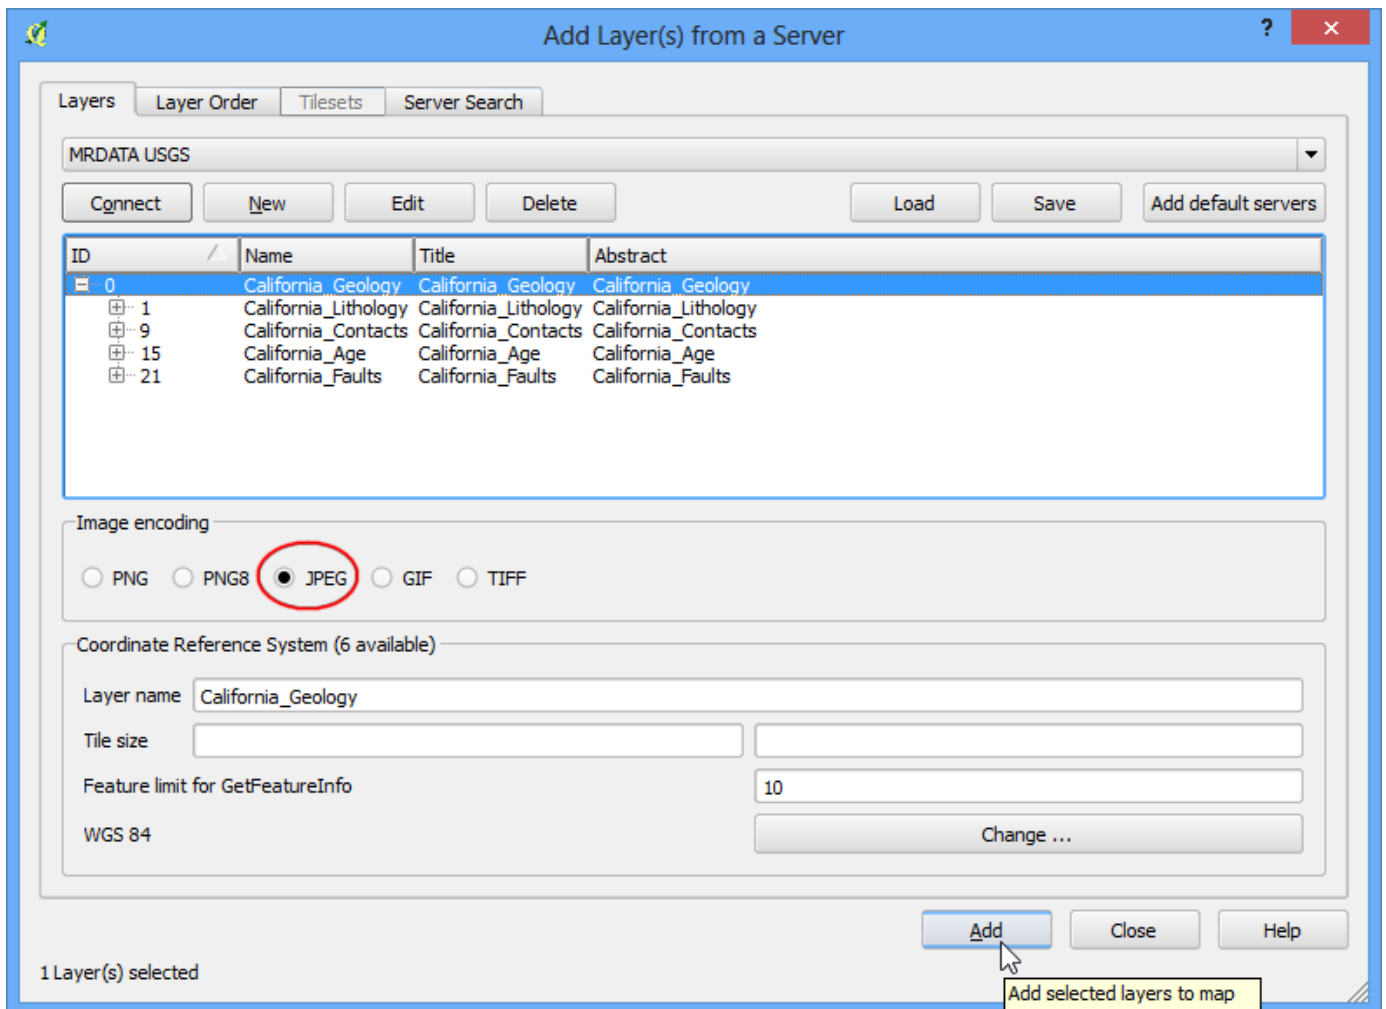 Add Layer(s) from a Server
?
Layers Layer Order Tilesets Server Search
MRDATA USGS
Connect New Edit Delete Load Save Add default servers
ID Name Title Abstract
0 California_Geology California_Geology California_Geology
1 California_Lithology California_Lithology California_Lithology
9 California_Contacts California_Contacts California_Contacts
15 California_Age California_Age California_Age
21 California_Faults California_Faults California_Faults
Image encoding
PNG PNG8 JPEG GIF TIFF
Coordinate Reference System (6 available)
Layer name California_Geology
Tile size
Feature limit for GetFeatureInfo 10
WGS 84 Change ...
Add Close Help
1 Layer(s) selected
Add selected layers to map